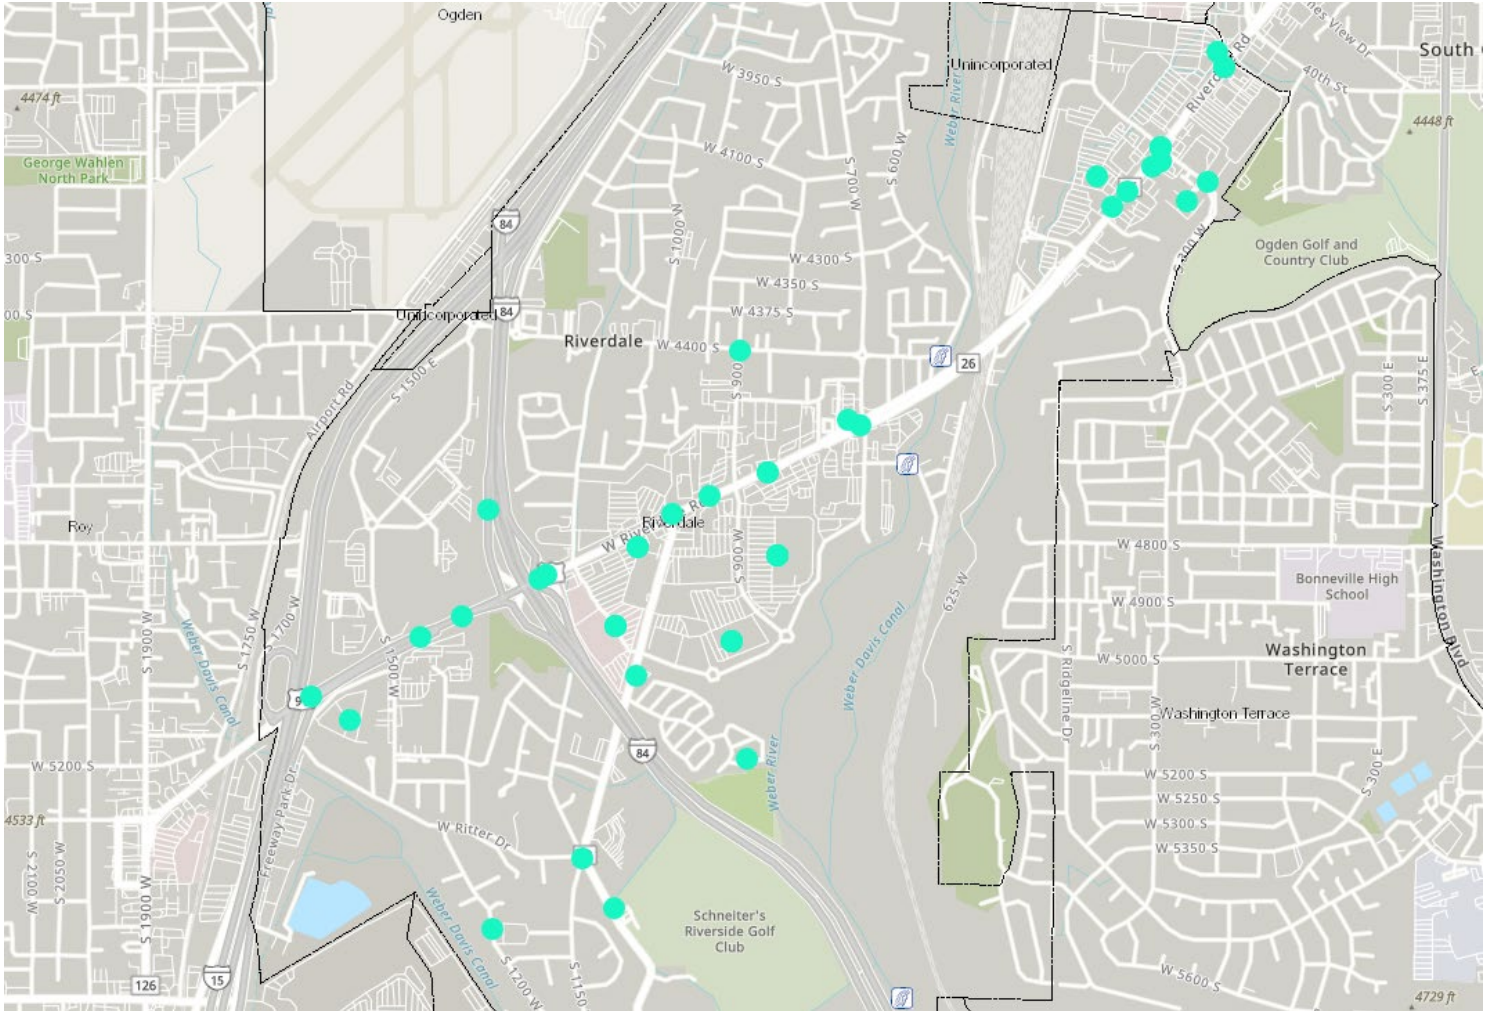 Ogden
W 3950 S
Unincorporated
Weber River
Riverdale Rd
James View Dr
40th St
South
4474 ft
4448 ft
George Wahlen
North Park
W 4100 S
S 700 W
S 600 W
84
S 1000 W
300 S
W 4300 S
Ogden Golf and
Country Club
S 300 W
W 4350 S
00 S
Unincorporated
84
W 4375 S
Riverdale
W 4400 S
26
S 1500 E
S 900
S 300 E
S 375 E
Airport Rd
W Riverdale Rd
Riverdale
Roy
W 4800 S
S 900 W
Bonneville High
School
Washington Blvd
625 W
W 4900 S
S 1900 W
S 1750 W
S 1700 W
Weber Davis Canal
S 1500 W
Weber Davis Canal
W 5000 S
S Ridgeline Dr
Washington
Terrace
Washington Terrace
S 300 W
9
84
W 5200 S
Weber River
W 5200 S
S 300 E
W 5250 S
4533 ft
W Ritter Dr
W 5300 S
W 5350 S
Freeway Park Dr
S 2100 W
S 2050 W
S 1900 W
Weber Davis Canal
Schneiter's
Riverside Golf
Club
S 1200 W
S 1150
126
15
W 5600 S
4729 ft